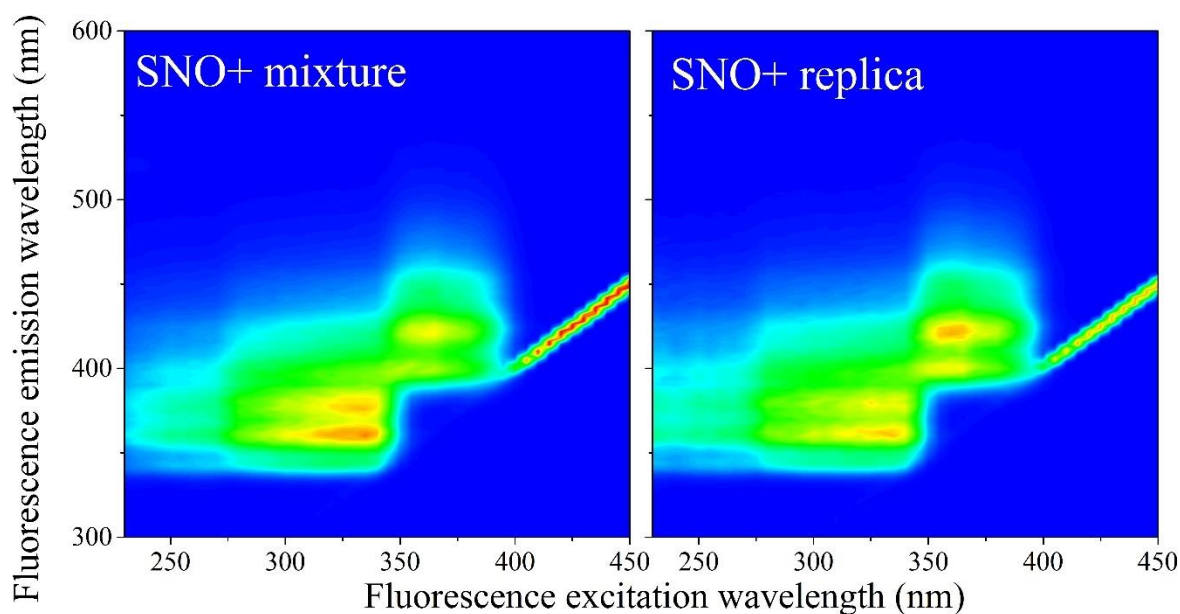 Fluorescence emission wavelength (nm)
600
500
400
300
SNO+ mixture
SNO+ replica
250 300 350 400 450
250 300 350 400 450
Fluorescence excitation wavelength (nm)